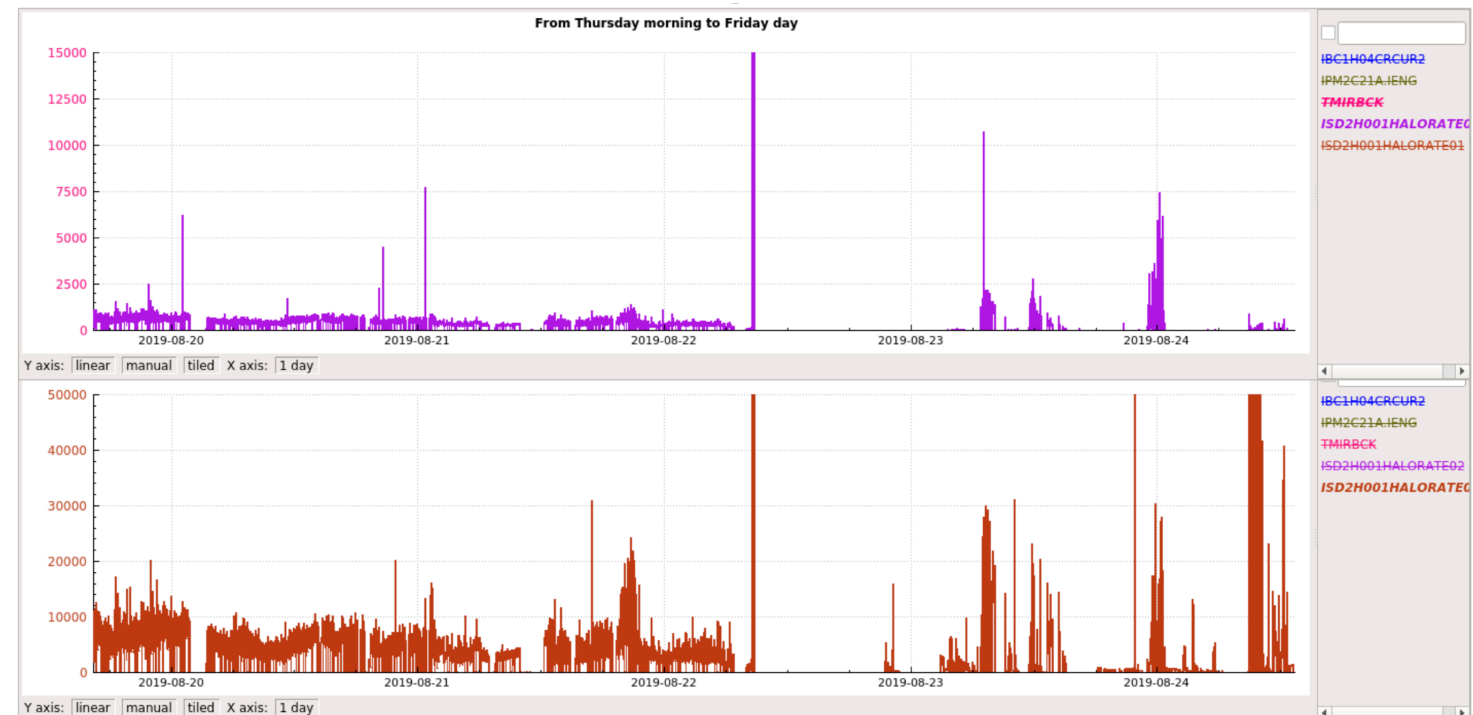 From Thursday morning to Friday day
15000
12500
10000
7500
5000
2500
0
2019-08-20 2019-08-21 2019-08-22 2019-08-23 2019-08-24
Y axis: linear manual tiled X axis: 1 day
IBC1H04CRCUR2
IPM2C21A.IENG
TMIRBCK
ISD2H001HALORATE0
ISD2H001HALORATE01
50000
40000
30000
20000
10000
0
2019-08-20 2019-08-21 2019-08-22 2019-08-23 2019-08-24
Y axis: linear manual tiled X axis: 1 day
IBC1H04CRCUR2
IPM2C21A.IENG
TMIRBCK
ISD2H001HALORATE02
ISD2H001HALORATE0